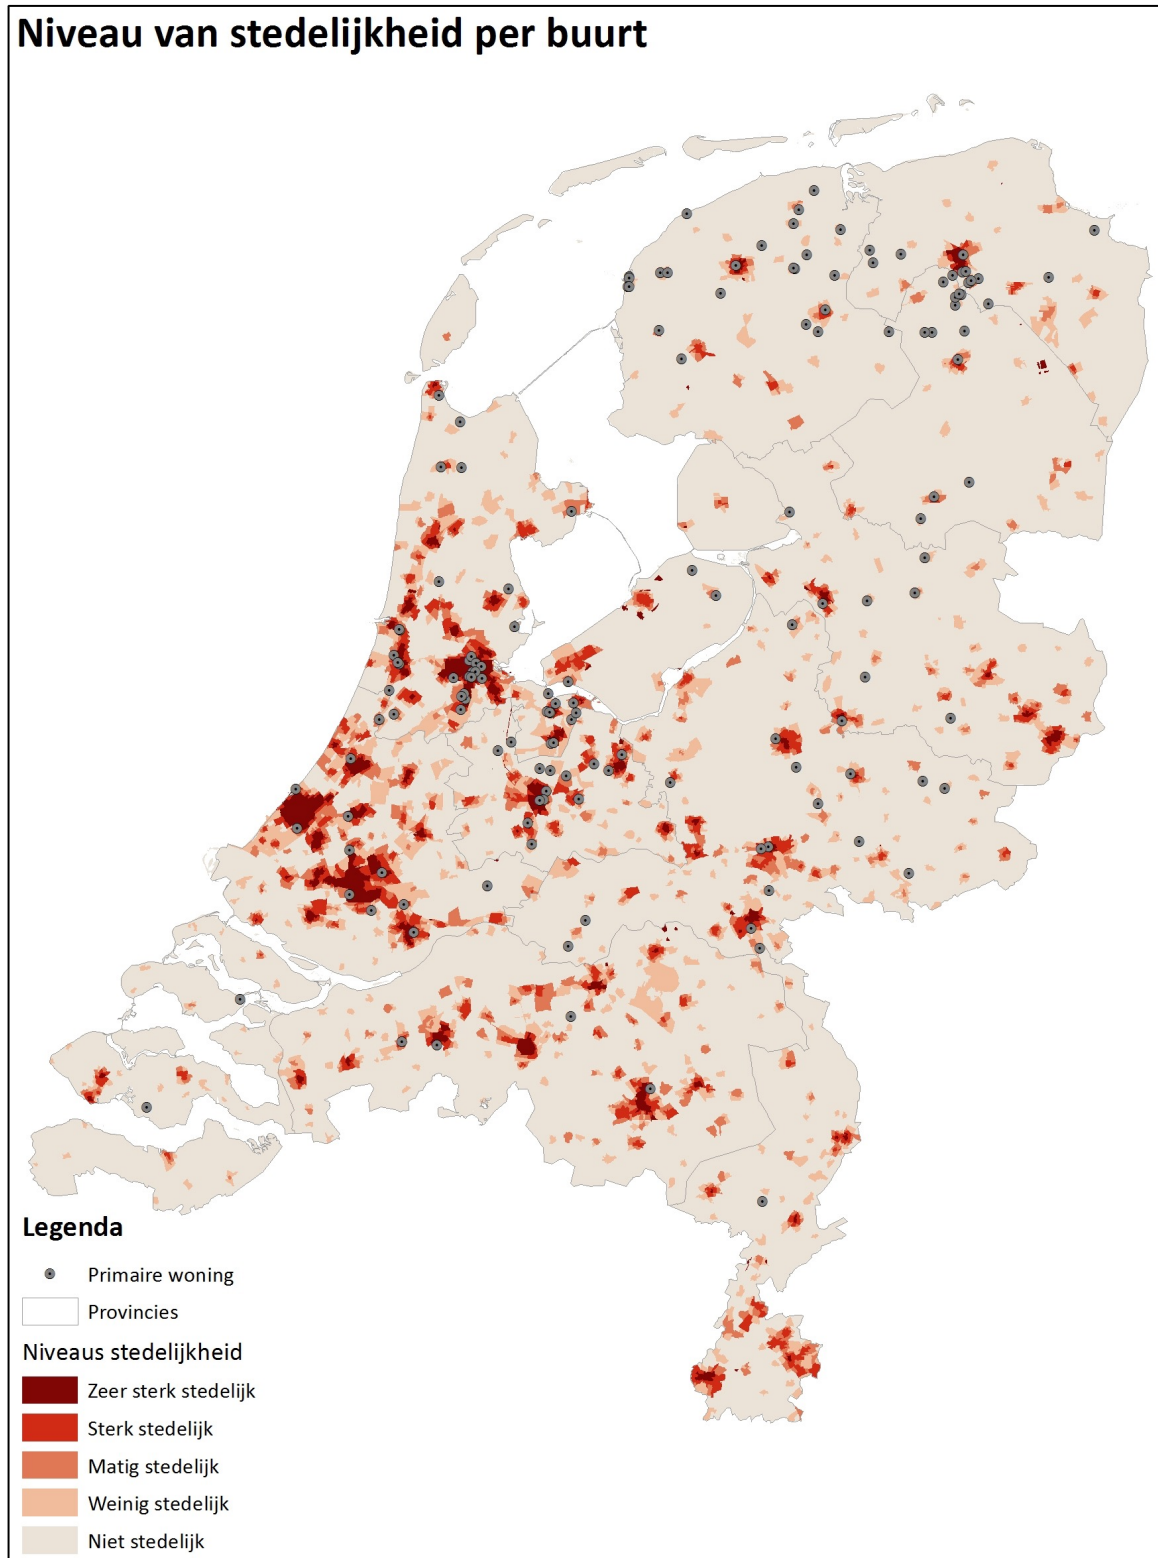 Niveau van stedelijkheid per buurt
Legenda
Primaire woning
Provincies
Niveaus stedelijkheid
Zeer sterk stedelijk
Sterk stedelijk
Matig stedelijk
Weinig stedelijk
Niet stedelijk